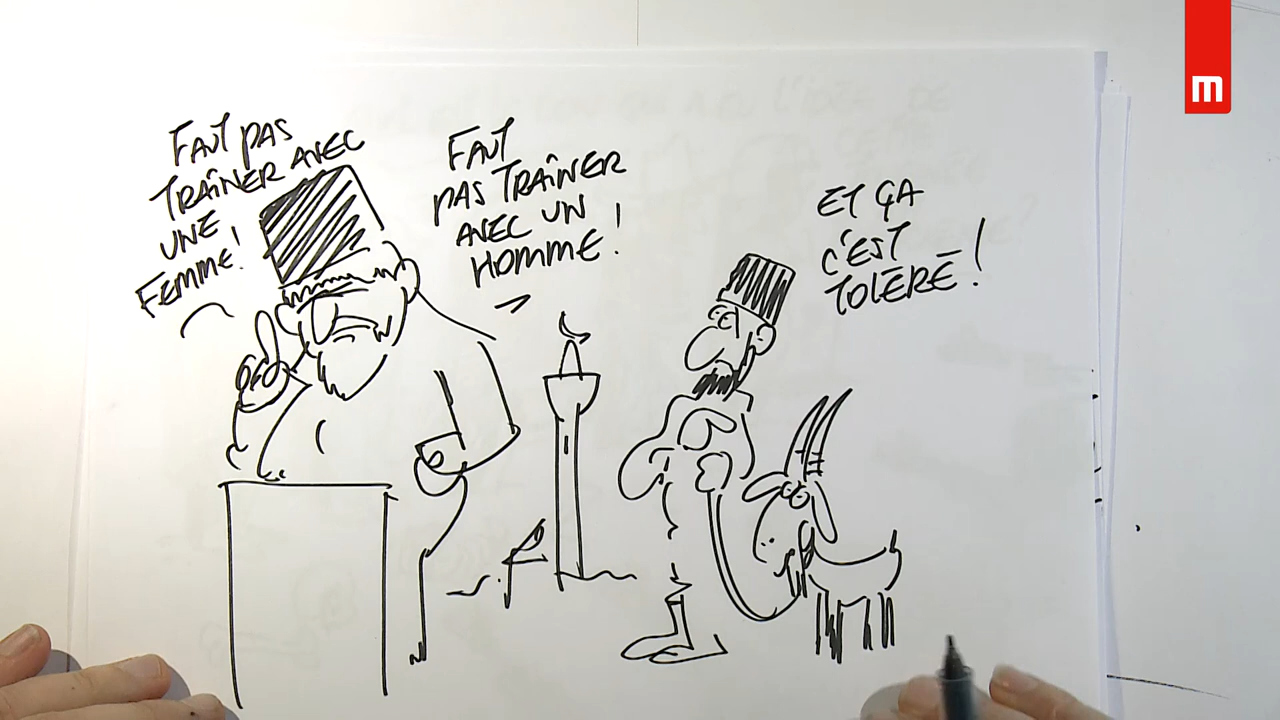 FAUT PAS
TRAÎNER AVEC
UNE
FEMME!
FAUT
PAS TRAÎNER
AVEC UN
HOMME!
ET ÇA
C'EST
TOLÉRÉ!
m